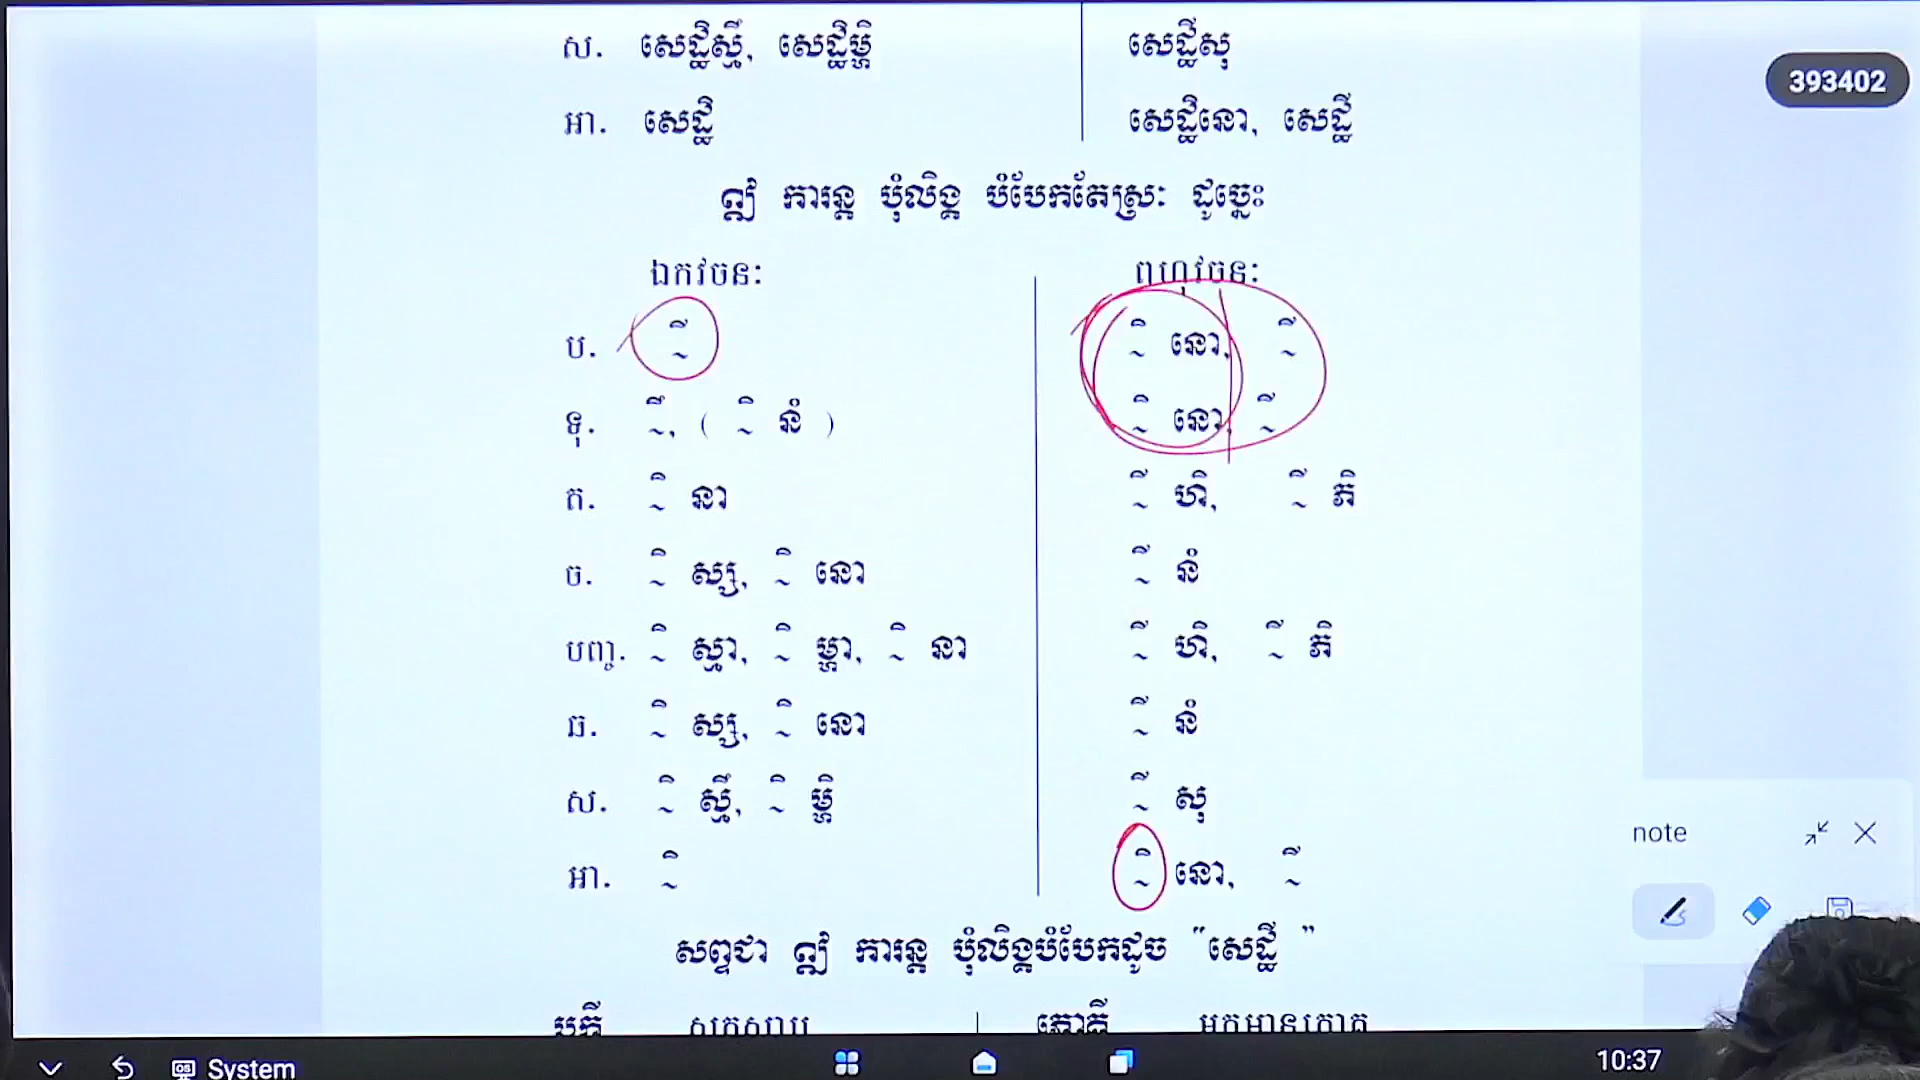 ស. សេដ្ឋិស្មឹ, សេដ្ឋិម្ហិ សេដ្ឋីសុ
393402
អា. សេដ្ឋិ សេដ្ឋិនោ, សេដ្ឋី
ឦ ការន្ត បុំលិង្គ បំបែកតែស្រៈ ដូច្នេះ
ឯកវចនៈ ពហុវចនៈ
ប. ~ី ~ិ នោ, ~ី
ទុ. ~ឹ, ( ~ិ នំ ) ~ិ នោ, ~ី
ត. ~ិ នា ~ី ហិ, ~ី ភិ
ច. ~ិ ស្ស, ~ិ នោ ~ី នំ
បញ្ច. ~ិ ស្មា, ~ិ ម្ហា, ~ិ នា ~ី ហិ, ~ី ភិ
ឆ. ~ិ ស្ស, ~ិ នោ ~ី នំ
ស. ~ិ ស្មឹ, ~ិ ម្ហិ ~ី សុ
note
អា. ~ិ ~ិ នោ, ~ី
សព្ទជា ឦ ការន្ត បុំលិង្គបំបែកដូច "សេដ្ឋី"
System 10:37